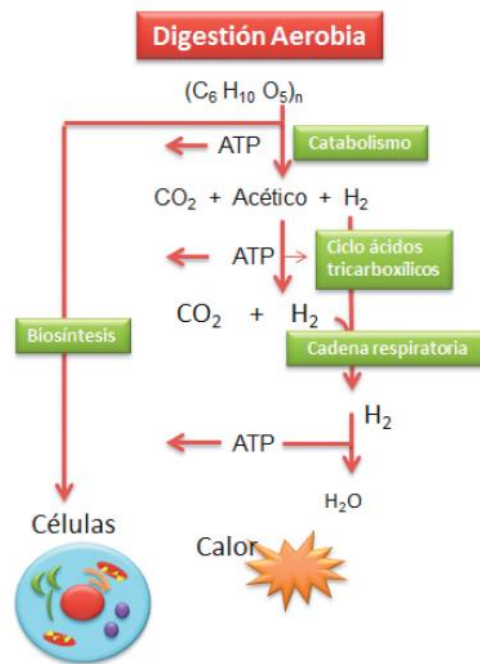 Digestión Aerobia
(C₆ H₁₀ O₅)ₙ
ATP
Catabolismo
CO₂ + Acético + H₂
ATP
Ciclo ácidos
tricarboxílicos
CO₂ + H₂
Biosíntesis
Cadena respiratoria
H₂
ATP
H₂O
Células
Calor